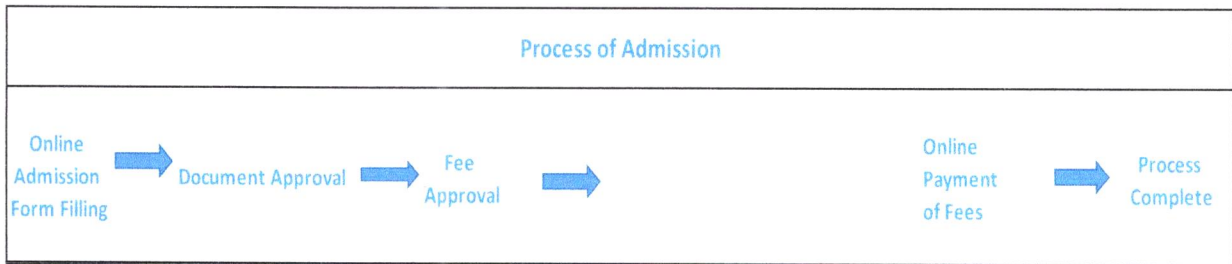 Process of Admission
Online
Admission
Form Filling
Document Approval
Fee
Approval
Online
Payment
of Fees
Process
Complete